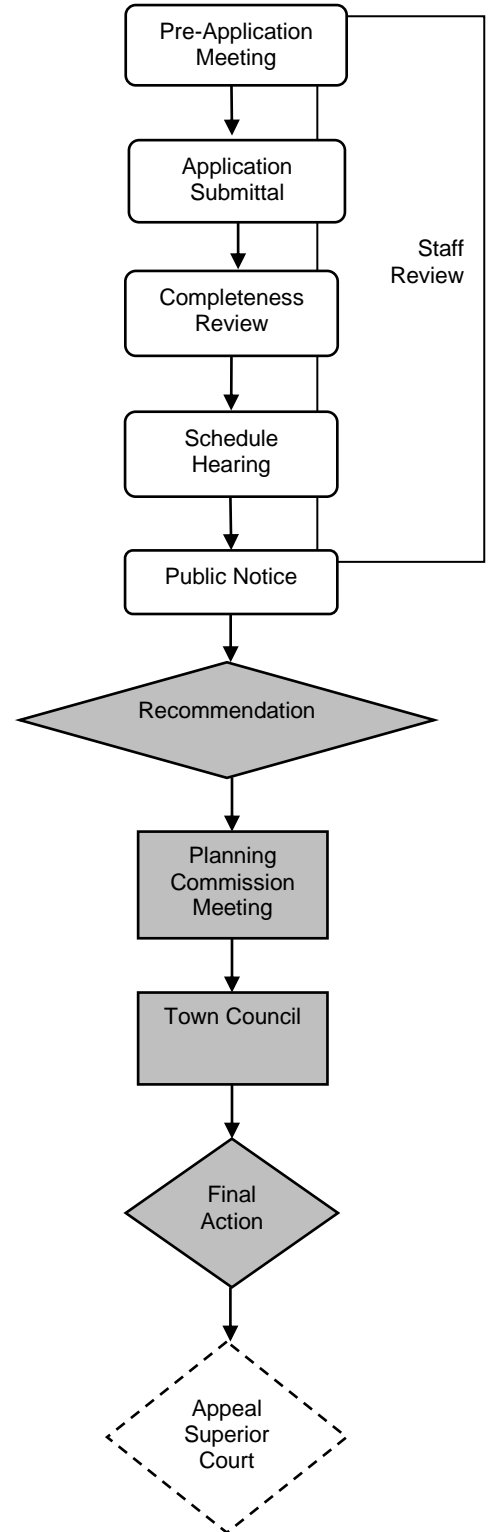 Pre-Application
Meeting
Application
Submittal
Staff
Review
Completeness
Review
Schedule
Hearing
Public Notice
Recommendation
Planning
Commission
Meeting
Town Council
Final
Action
Appeal
Superior
Court